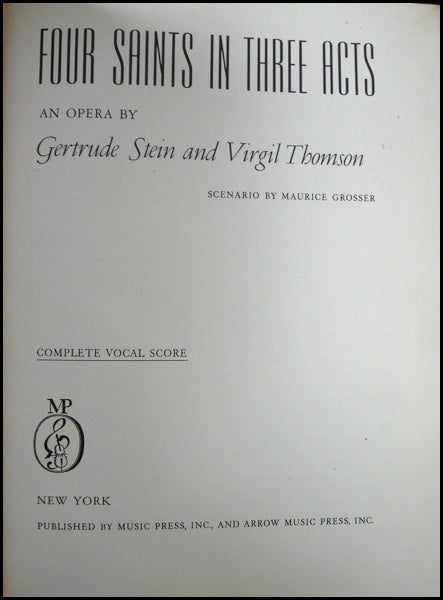 FOUR SAINTS IN THREE ACTS
AN OPERA BY
Gertrude Stein and Virgil Thomson
SCENARIO BY MAURICE GROSSER
COMPLETE VOCAL SCORE
MP
NEW YORK
PUBLISHED BY MUSIC PRESS, INC., AND ARROW MUSIC PRESS, INC.